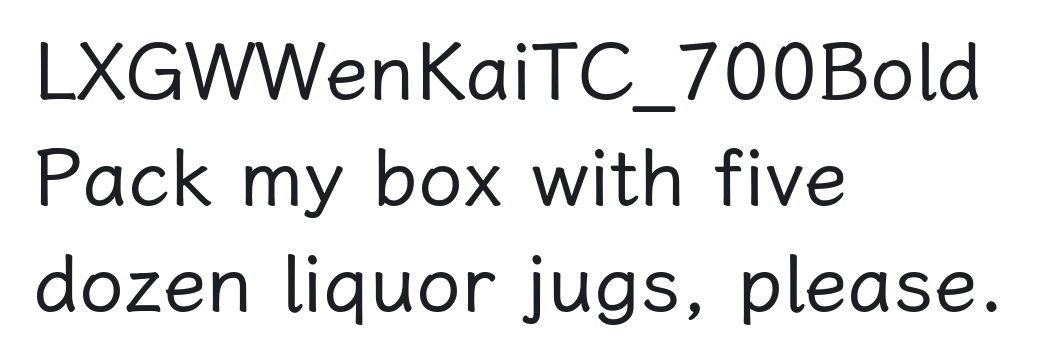 LXGWWenKaiTC_700Bold
Pack my box with five
dozen liquor jugs, please.